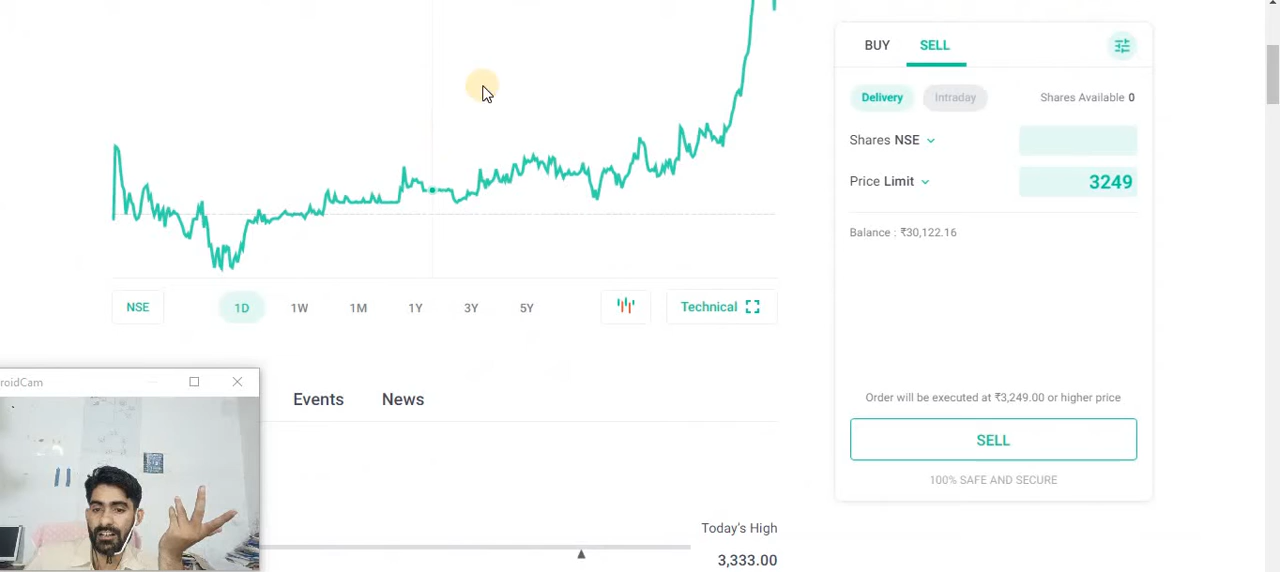 BUY SELL
Delivery Intraday Shares Available 0
Shares NSE
Price Limit 3249
Balance : ₹30,122.16
NSE 1D 1W 1M 1Y 3Y 5Y Technical
roidCam
Events News
Order will be executed at ₹3,249.00 or higher price
SELL
100% SAFE AND SECURE
Today's High
3,333.00